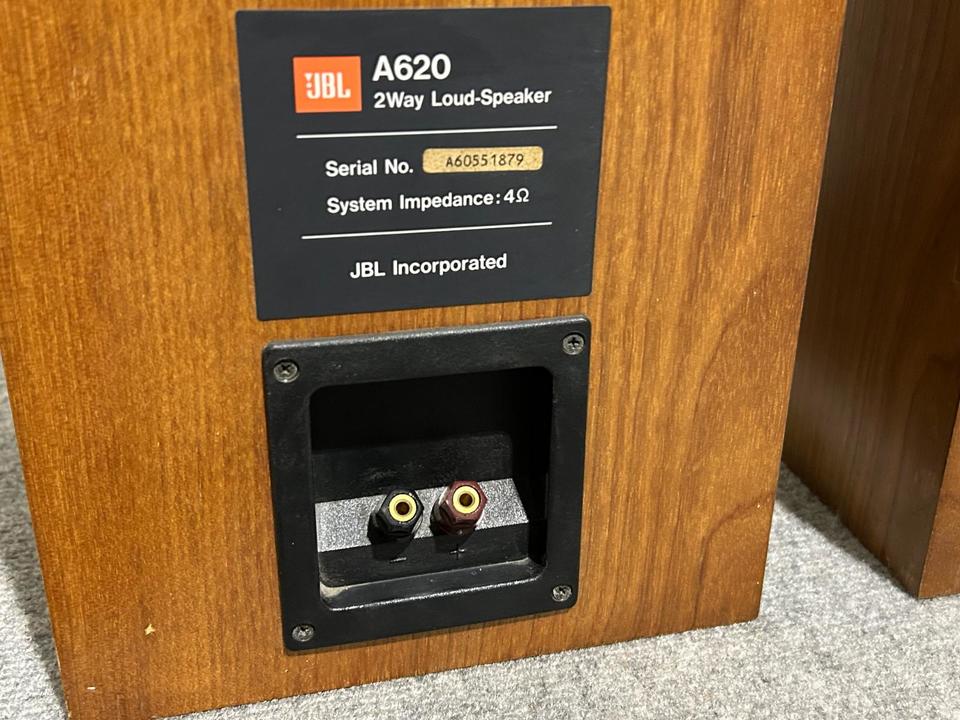 JBL A620
2Way Loud-Speaker
Serial No. A60551879
System Impedance: 4Ω
JBL Incorporated
- +